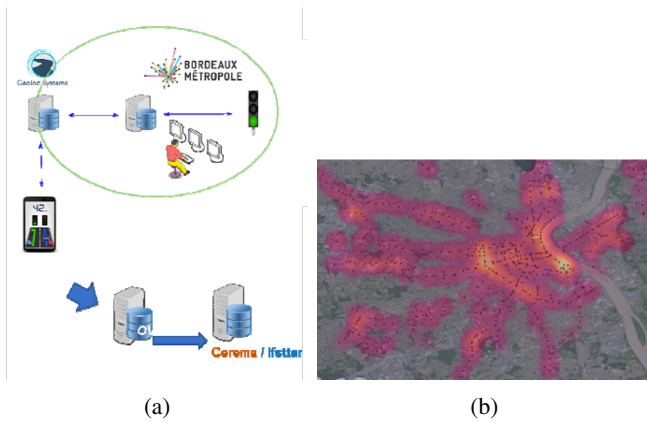 BORDEAUX
MÉTROPOLE
Geoloc Systems
42
Cerema / Ifsttar
(a)
(b)